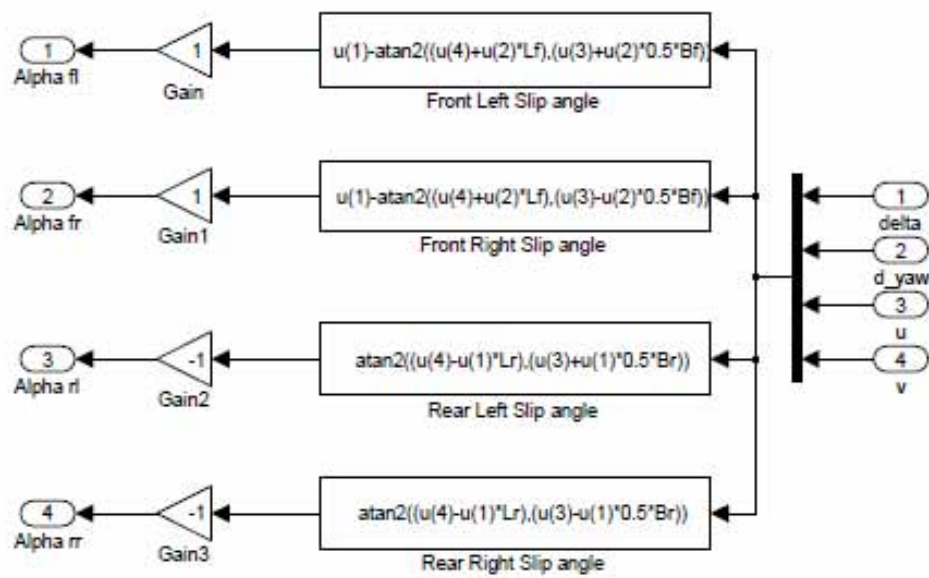 1
Alpha fl
1
Gain
u(1)-atan2((u(4)+u(2)*Lf),(u(3)+u(2)*0.5*Bf))
Front Left Slip angle
2
Alpha fr
1
Gain1
u(1)-atan2((u(4)+u(2)*Lf),(u(3)-u(2)*0.5*Bf))
Front Right Slip angle
1
delta
2
d_yaw
3
u
4
v
3
Alpha rl
-1
Gain2
atan2((u(4)-u(1)*Lr),(u(3)+u(1)*0.5*Br))
Rear Left Slip angle
4
Alpha rr
-1
Gain3
atan2((u(4)-u(1)*Lr),(u(3)-u(1)*0.5*Br))
Rear Right Slip angle